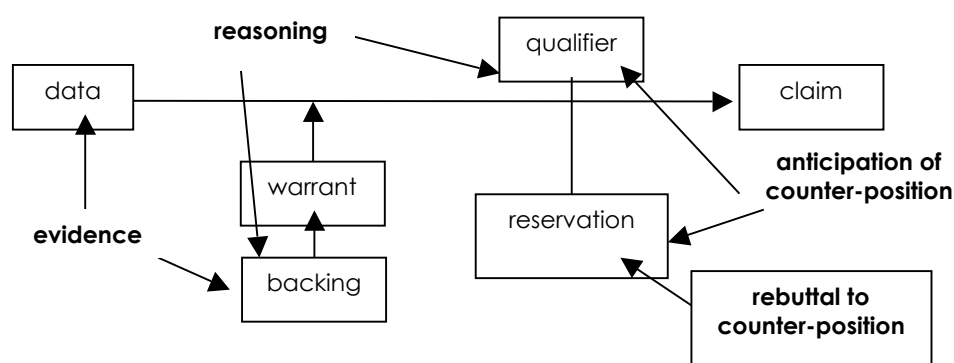 reasoning
qualifier
data
claim
warrant
anticipation of
counter-position
reservation
evidence
backing
rebuttal to
counter-position